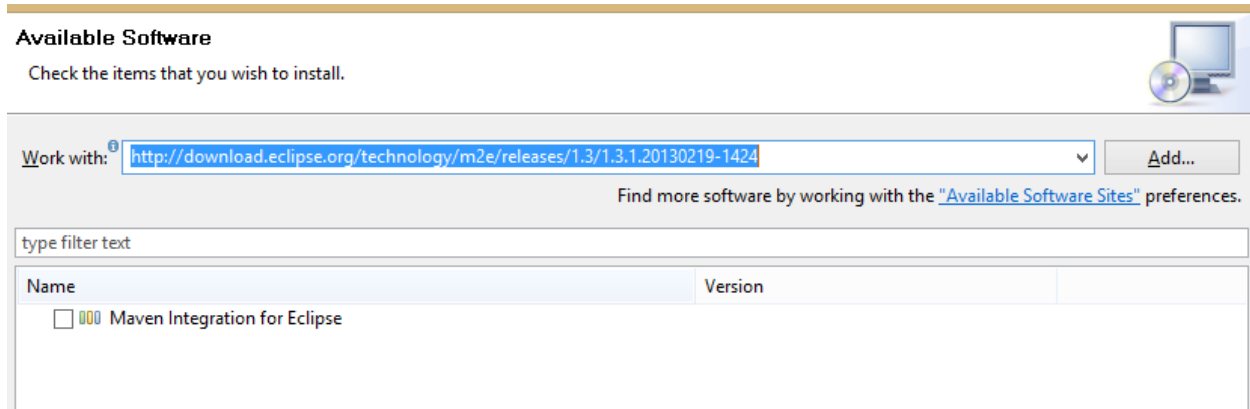 Available Software
Check the items that you wish to install.
Work with: http://download.eclipse.org/technology/m2e/releases/1.3/1.3.1.20130219-1424 Add...
Find more software by working with the "Available Software Sites" preferences.
type filter text
Name Version
Maven Integration for Eclipse